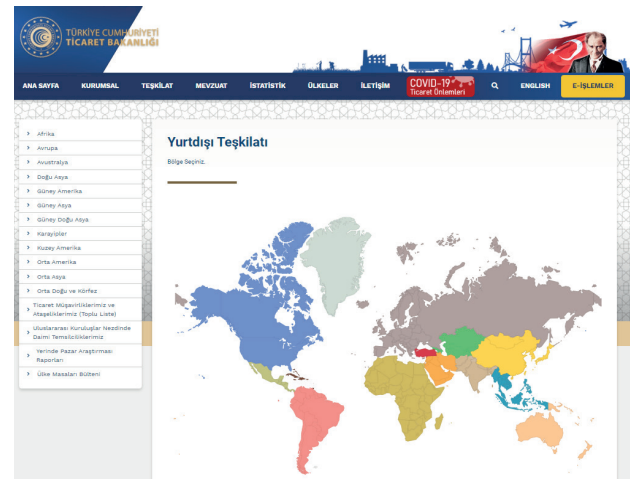 TÜRKİYE CUMHURİYETİ
TİCARET BAKANLIĞI
ANA SAYFA KURUMSAL TEŞKİLAT MEVZUAT İSTATİSTİK ÜLKELER İLETİŞİM COVID-19 Ticaret Önlemleri ENGLISH E-İŞLEMLER
Afrika
Avrupa
Avustralya
Doğu Asya
Güney Amerika
Güney Asya
Güney Doğu Asya
Karayipler
Kuzey Amerika
Orta Amerika
Orta Asya
Orta Doğu ve Körfez
Ticaret Müşavirliklerimiz ve
Ataşeliklerimiz (Toplu Liste)
Uluslararası Kuruluşlar Nezdinde
Daimi Temsilciliklerimiz
Yerinde Pazar Araştırması
Raporları
Ülke Masaları Bülteni
Yurtdışı Teşkilatı
Bölge Seçiniz.